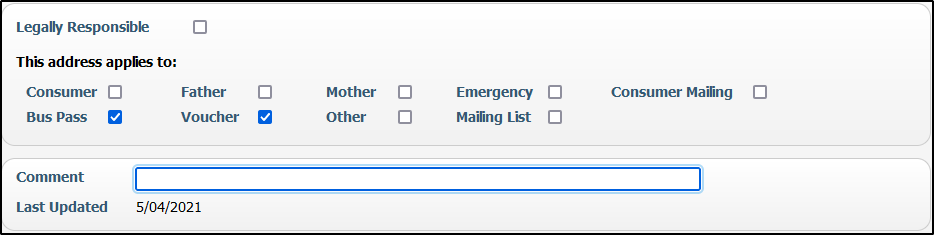 Legally Responsible
This address applies to:
Consumer Father Mother Emergency Consumer Mailing
Bus Pass Voucher Other Mailing List
Comment
Last Updated 5/04/2021